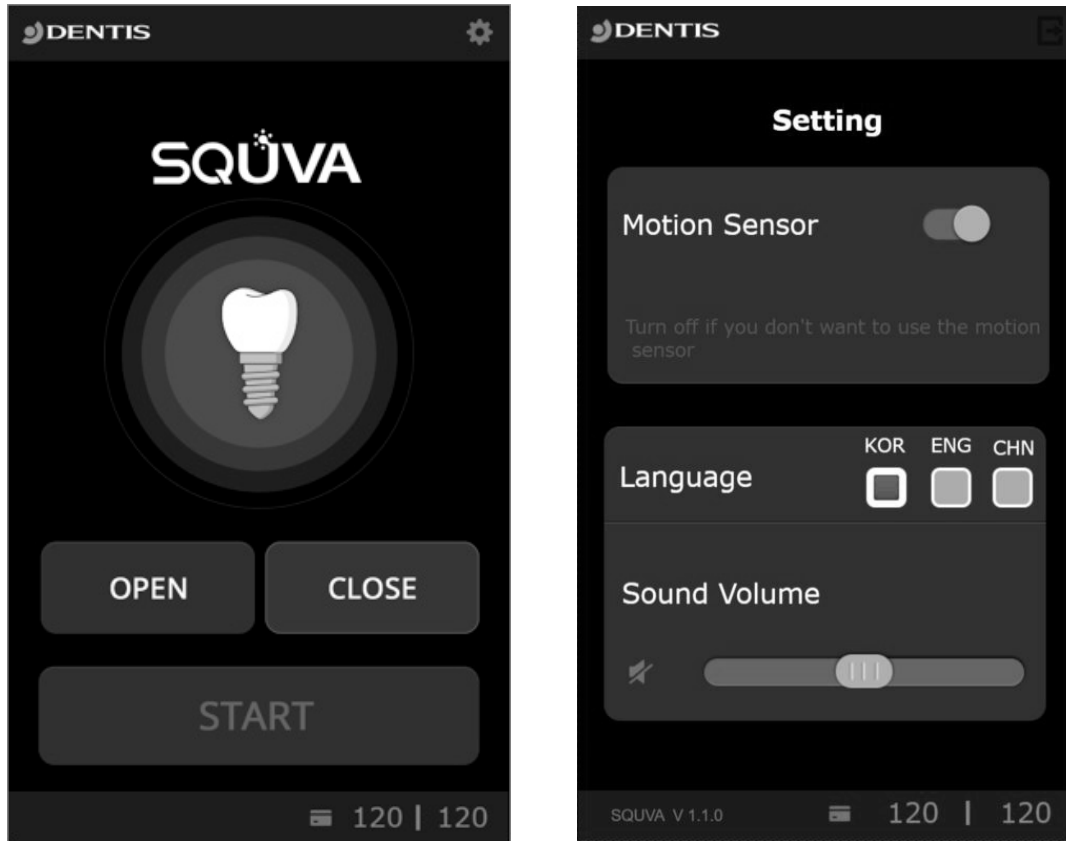 DENTIS
SQUVA
OPEN
CLOSE
START
120 | 120
DENTIS
Setting
Motion Sensor
Turn off if you don't want to use the motion
sensor
KOR ENG CHN
Language
Sound Volume
SQUVA V 1.1.0
120 | 120